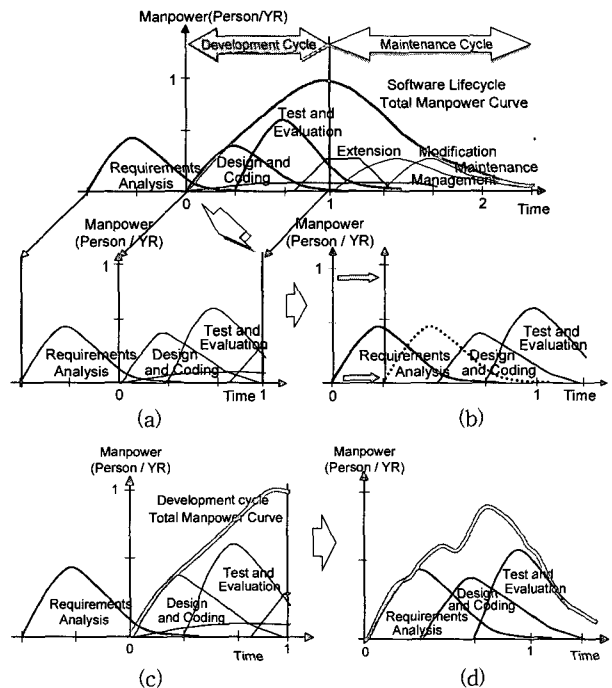 Manpower(Person/YR)
Development Cycle
Maintenance Cycle
1
Software Lifecycle
Total Manpower Curve
Test and
Evaluation
Extension
Modification
Requirements
Analysis
Design and
Coding
Maintenance
Management
0
1
2
Time
Manpower
(Person / YR)
1
Requirements
Analysis
Design
and Coding
Test and
Evaluation
0
1
Time
(a)
Manpower
(Person / YR)
1
Requirements
Analysis
Design
and Coding
Test and
Evaluation
0
1
Time
(b)
Manpower
(Person / YR)
1
Development cycle
Total Manpower Curve
Requirements
Analysis
Design
and Coding
Test and
Evaluation
0
Time
1
(c)
Manpower
(Person / YR)
Requirements
Analysis
Design
and Coding
Test and
Evaluation
0
1
Time
(d)